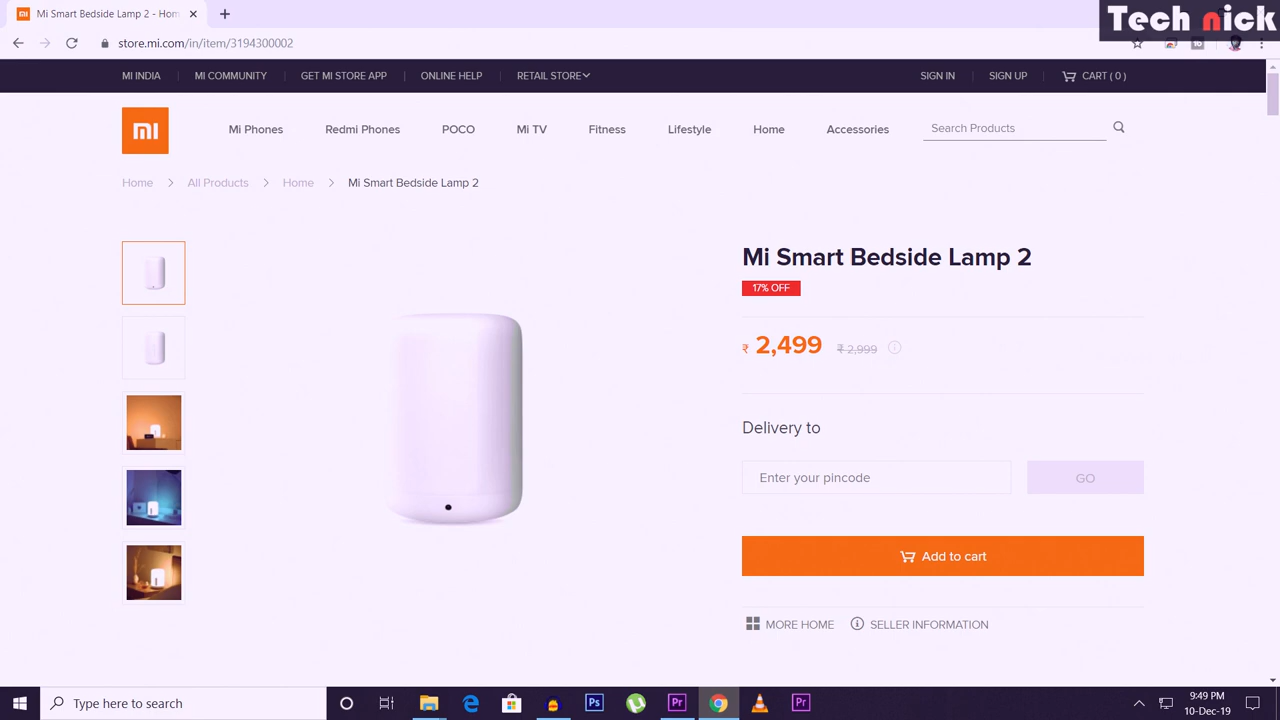 Mi Smart Bedside Lamp 2 - Hom
Tech nick
store.mi.com/in/item/3194300002
MI INDIA MI COMMUNITY GET MI STORE APP ONLINE HELP RETAIL STORE SIGN IN SIGN UP CART ( 0 )
mi Mi Phones Redmi Phones POCO Mi TV Fitness Lifestyle Home Accessories Search Products
Home All Products Home Mi Smart Bedside Lamp 2
Mi Smart Bedside Lamp 2
17% OFF
₹ 2,499 ₹ 2,999
Delivery to
Enter your pincode GO
Add to cart
MORE HOME SELLER INFORMATION
Type here to search
Ps Pr Pr
9:49 PM
10-Dec-19